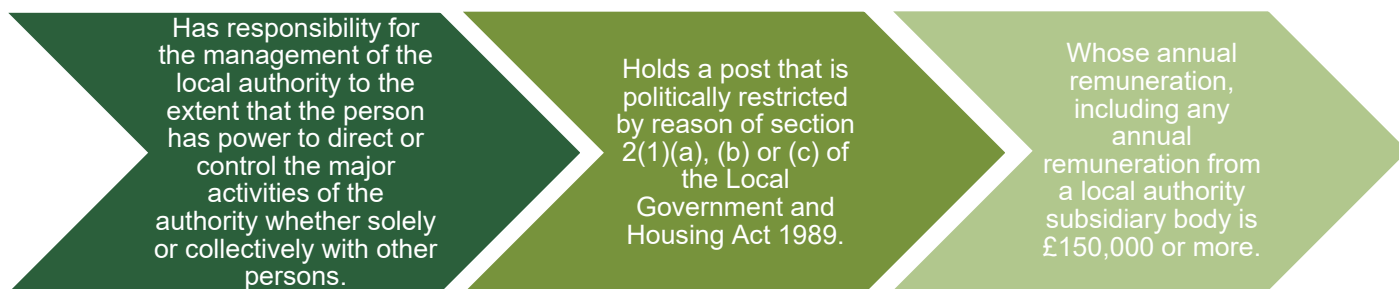 Has responsibility for
the management of the
local authority to the
extent that the person
has power to direct or
control the major
activities of the
authority whether solely
or collectively with other
persons.
Holds a post that is
politically restricted
by reason of section
2(1)(a), (b) or (c) of
the Local
Government and
Housing Act 1989.
Whose annual
remuneration,
including any
annual
remuneration from
a local authority
subsidiary body is
£150,000 or more.